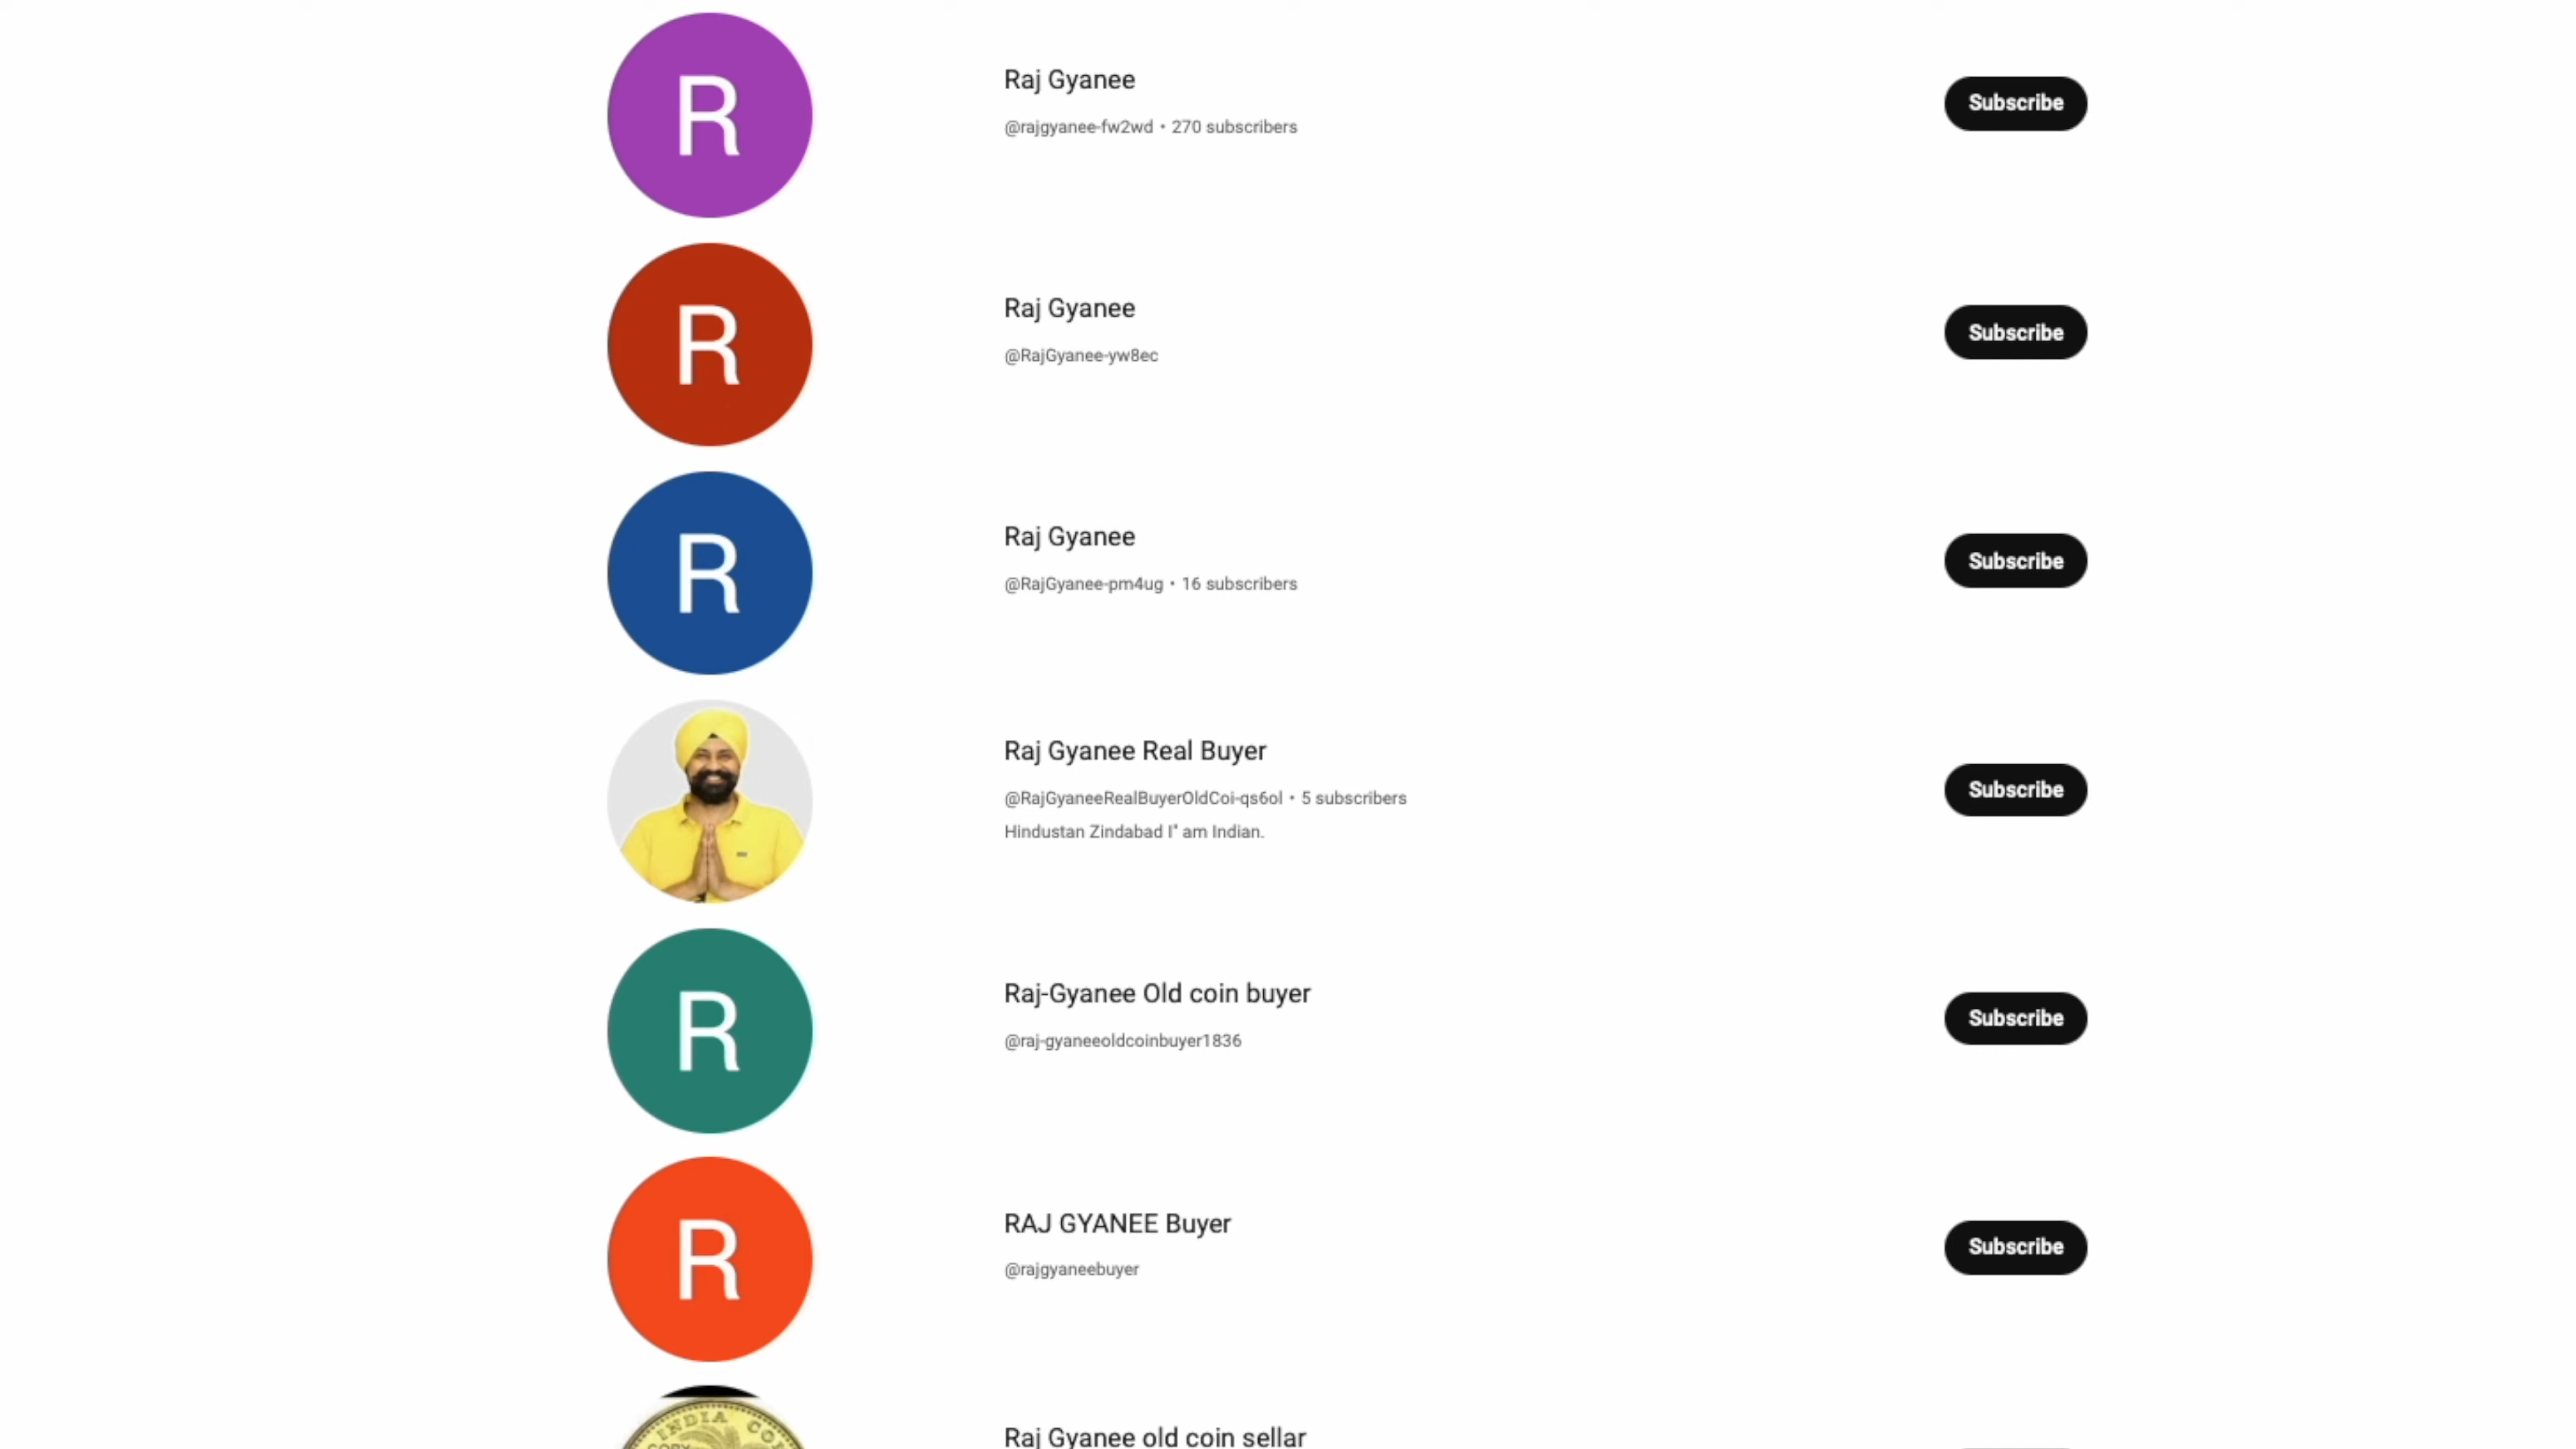 R
Raj Gyanee
@rajgyanee-fw2wd • 270 subscribers
Subscribe
R
Raj Gyanee
@RajGyanee-yw8ec
Subscribe
R
Raj Gyanee
@RajGyanee-pm4ug • 16 subscribers
Subscribe
Raj Gyanee Real Buyer
@RajGyaneeRealBuyerOldCoi-qs6ol • 5 subscribers
Hindustan Zindabad I" am Indian.
Subscribe
R
Raj-Gyanee Old coin buyer
@raj-gyaneeoldcoinbuyer1836
Subscribe
R
RAJ GYANEE Buyer
@rajgyaneebuyer
Subscribe
INDIA
COPY
Raj Gyanee old coin sellar